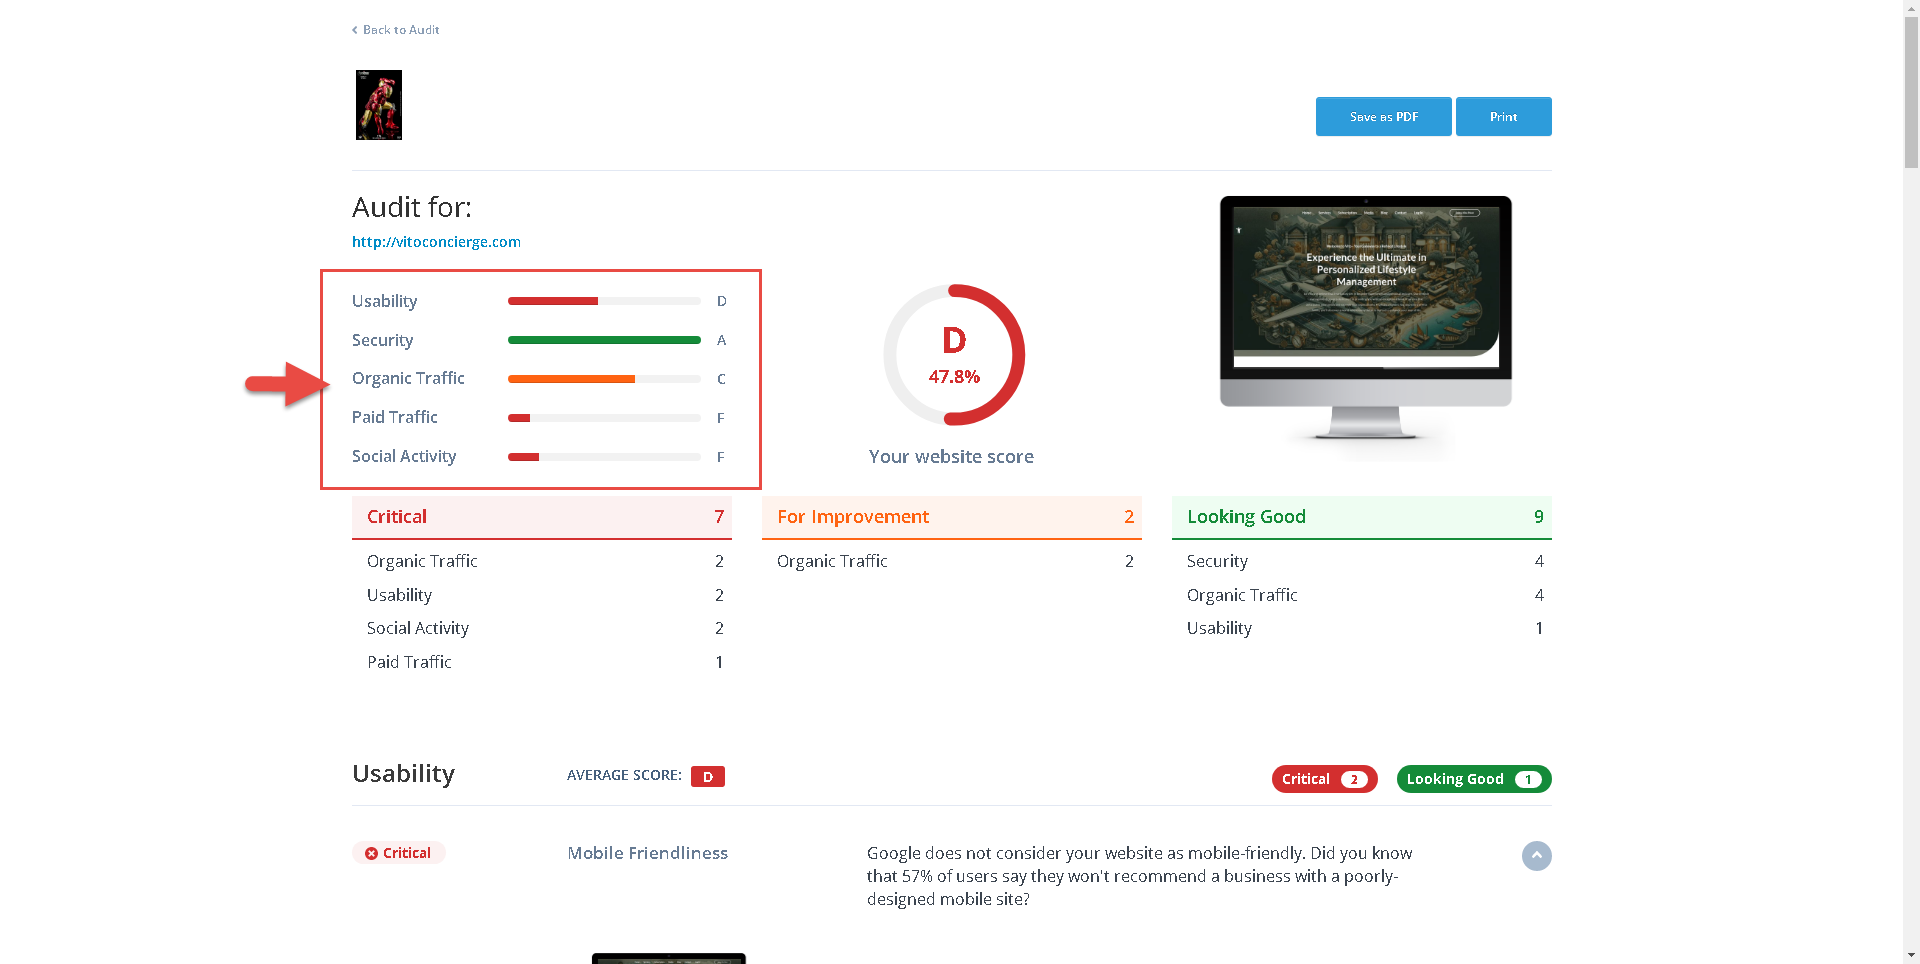 Back to Audit
Save as PDF
Print
Audit for:
http://vitoconcierge.com
Usability D
Security A
Organic Traffic C
Paid Traffic F
Social Activity F
D
47.8%
Your website score
Experience the Ultimate in
Personalized Lifestyle
Management
Critical 7
Organic Traffic 2
Usability 2
Social Activity 2
Paid Traffic 1
For Improvement 2
Organic Traffic 2
Looking Good 9
Security 4
Organic Traffic 4
Usability 1
Usability
AVERAGE SCORE: D
Critical 2
Looking Good 1
Critical
Mobile Friendliness
Google does not consider your website as mobile-friendly. Did you know
that 57% of users say they won't recommend a business with a poorly-
designed mobile site?